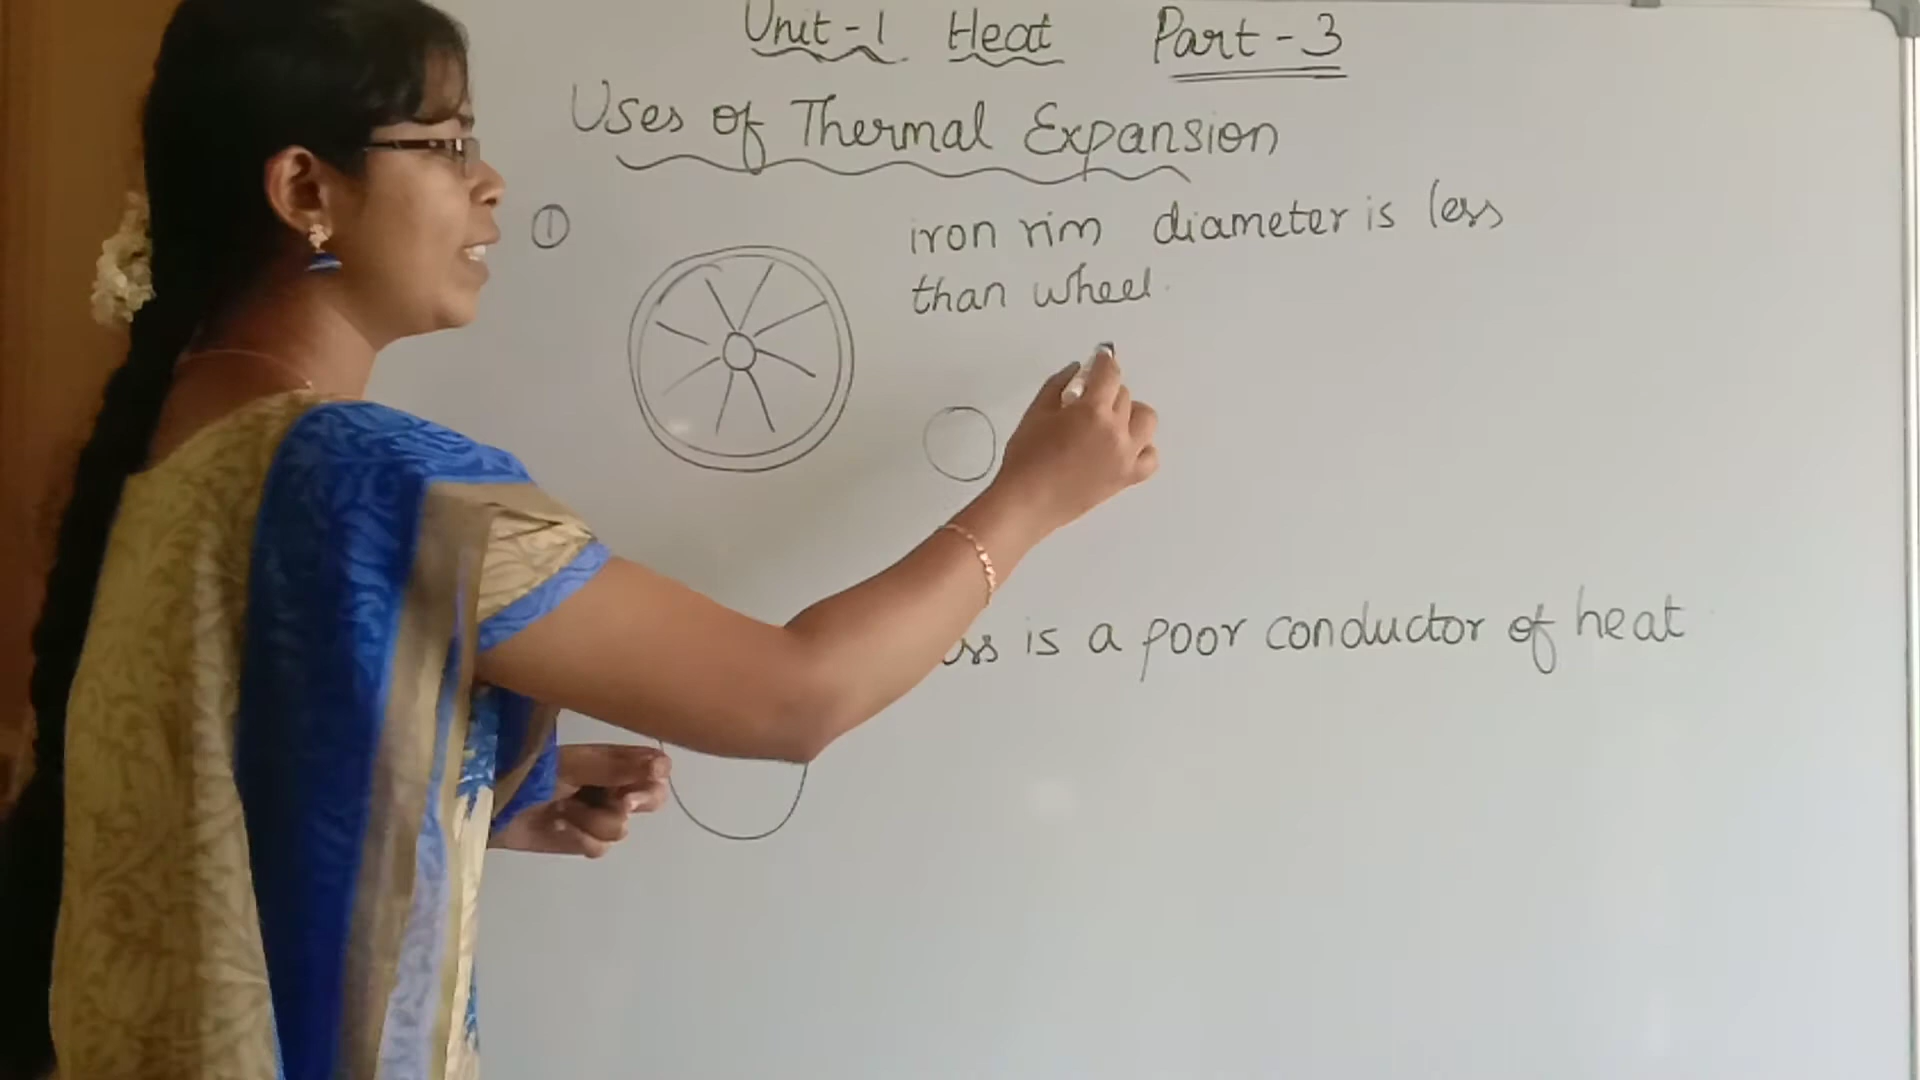 Unit-1 Heat Part-3
Uses of Thermal Expansion
① iron rim diameter is less
than wheel.
is a poor conductor of heat